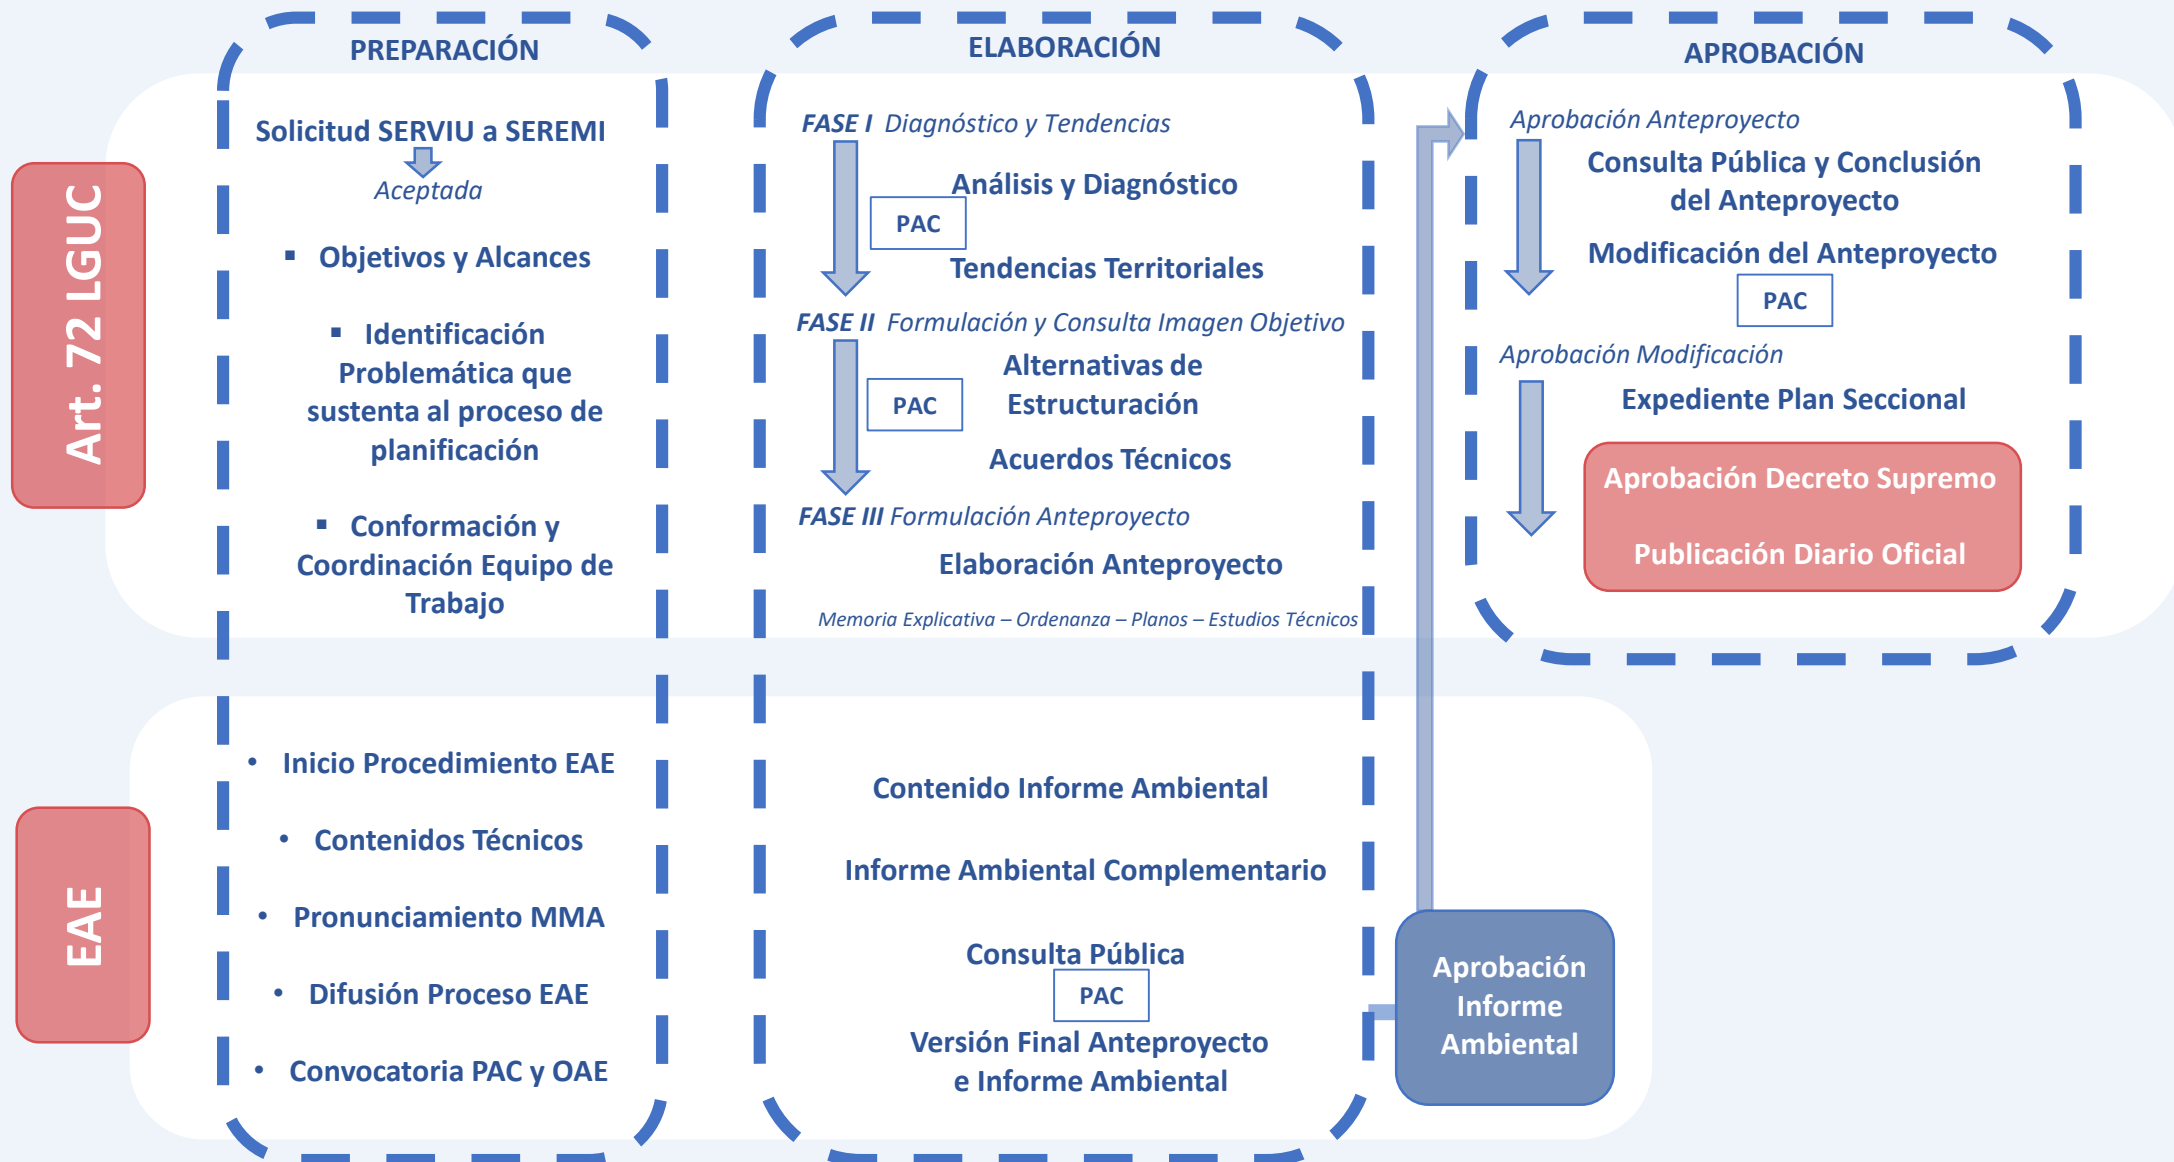 PREPARACIÓN
ELABORACIÓN
APROBACIÓN
Art. 72 LGUC
Solicitud SERVIU a SEREMI
Aceptada
▪ Objetivos y Alcances
▪ Identificación
Problemática que
sustenta al proceso de
planificación
▪ Conformación y
Coordinación Equipo de
Trabajo
FASE I Diagnóstico y Tendencias
Análisis y Diagnóstico
PAC
Tendencias Territoriales
FASE II Formulación y Consulta Imagen Objetivo
Alternativas de
Estructuración
PAC
Acuerdos Técnicos
FASE III Formulación Anteproyecto
Elaboración Anteproyecto
Memoria Explicativa – Ordenanza – Planos – Estudios Técnicos
Aprobación Anteproyecto
Consulta Pública y Conclusión
del Anteproyecto
Modificación del Anteproyecto
PAC
Aprobación Modificación
Expediente Plan Seccional
Aprobación Decreto Supremo
Publicación Diario Oficial
EAE
• Inicio Procedimiento EAE
• Contenidos Técnicos
• Pronunciamiento MMA
• Difusión Proceso EAE
• Convocatoria PAC y OAE
Contenido Informe Ambiental
Informe Ambiental Complementario
Consulta Pública
PAC
Versión Final Anteproyecto
e Informe Ambiental
Aprobación
Informe
Ambiental